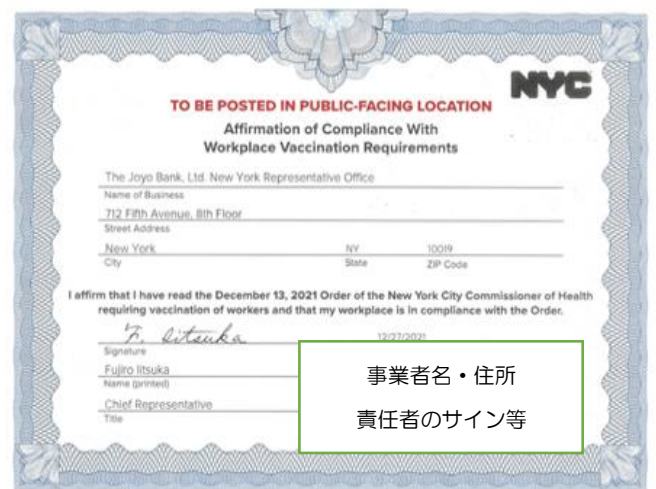 NYC
TO BE POSTED IN PUBLIC-FACING LOCATION
Affirmation of Compliance With
Workplace Vaccination Requirements
The Joyo Bank, Ltd. New York Representative Office
Name of Business
712 Fifth Avenue, 8th Floor
Street Address
New York NY 10019
City State ZIP Code
I affirm that I have read the December 13, 2021 Order of the New York City Commissioner of Health
requiring vaccination of workers and that my workplace is in compliance with the Order.
F. Iitsuka 12/27/2021
Signature
Fujiro Iitsuka
Name (printed)
Chief Representative
Title
事業者名・住所
責任者のサイン等